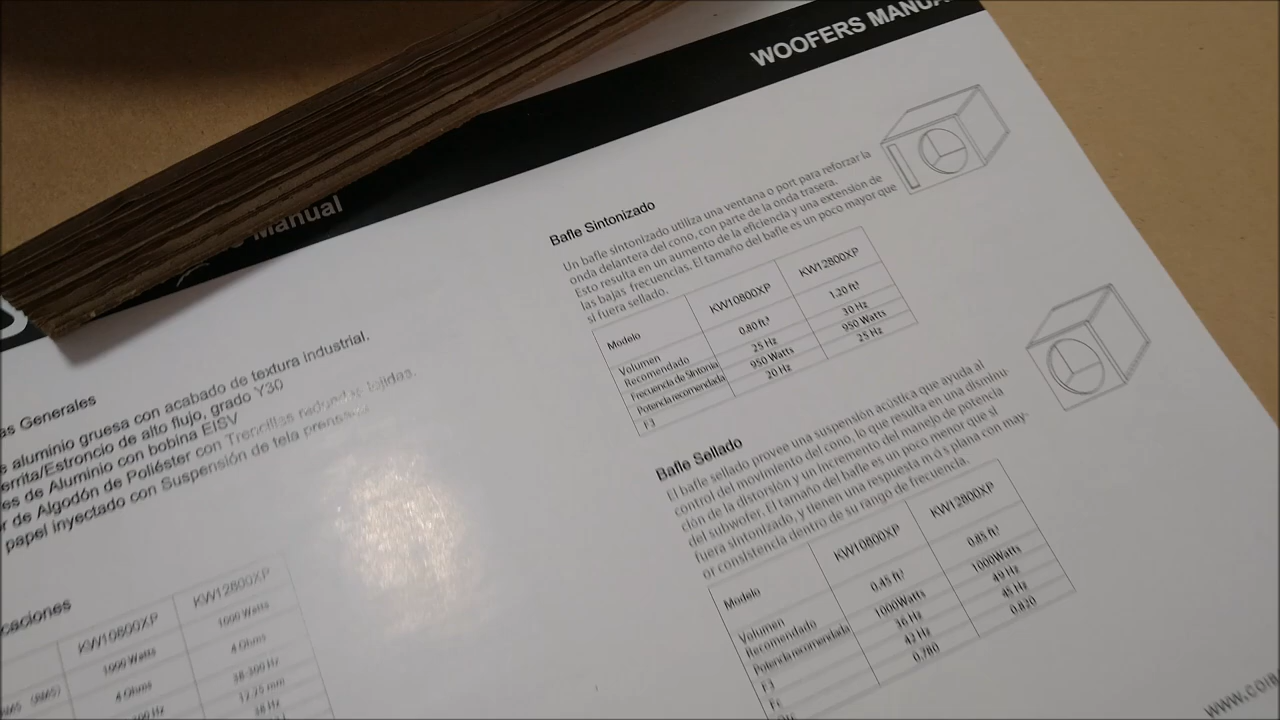 WOOFERS MANUA
Manual
as Generales
aluminio gruesa con acabado de textura industrial.
errita/Estroncio de alto flujo, grado Y30
es de Aluminio con bobina EISV
r de Algodón de Poliéster con Trencillas tejidas.
papel inyectado con Suspensión de tela
caciones
KW10800XP KW12800XP
1000 Watts 1000 Watts
4 Ohms 4 Ohms
38-300 Hz
12.25 mm
Bafle Sintonizado
Un bafle sintonizado utiliza una ventana o port para reforzar la
onda delantera del cono, con parte de la onda trasera.
Esto resulta en un aumento de la eficiencia y una extensión de
las bajas frecuencias. El tamaño del bafle es un poco mayor que
si fuera sellado.
Modelo KW10800XP KW12800XP
Volumen
Recomendado 0.80 ft³ 1.20 ft³
Frecuencia de Sintonia 25 Hz 30 Hz
Potencia recomendada 950 Watts 950 Watts
F3 20 Hz 25 Hz
Bafle Sellado
El bafle sellado provee una suspensión acústica que ayuda al
control del movimiento del cono, lo que resulta en una disminu-
ción de la distorsión y un incremento del manejo de potencia
del subwofer. El tamaño del bafle es un poco menor que si
fuera sintonizado, y tienen una respuesta más plana con may-
or consistencia dentro de su rango de frecuencia.
Modelo KW10800XP KW12800XP
Volumen
Recomendado 0.45 ft³ 0.85 ft³
Potencia recomendada 1000Watts 1000Watts
F3 36 Hz 49 Hz
Fc 42 Hz 45 Hz
Qtc 0.780 0.820